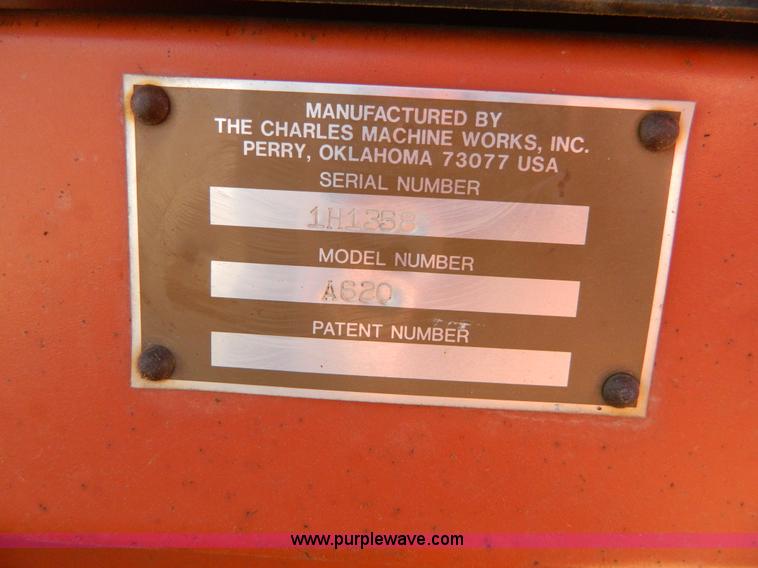 MANUFACTURED BY
THE CHARLES MACHINE WORKS, INC.
PERRY, OKLAHOMA 73077 USA
SERIAL NUMBER
1H1358
MODEL NUMBER
A620
PATENT NUMBER
www.purplewave.com